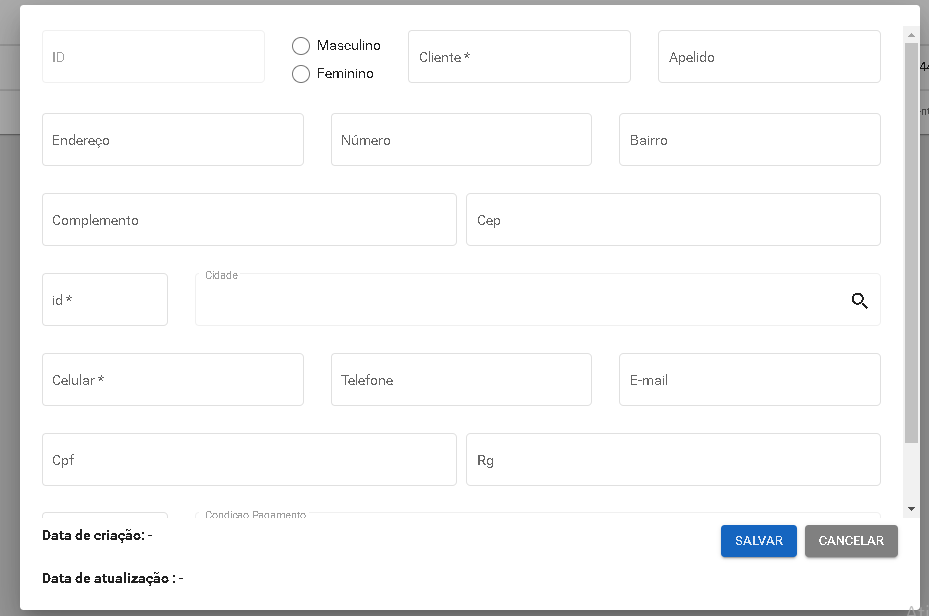 ID
Masculino
Feminino
Cliente *
Apelido
Endereço
Número
Bairro
Complemento
Cep
id *
Cidade
Celular *
Telefone
E-mail
Cpf
Rg
Condicao Pagamento
Data de criação: -
SALVAR
CANCELAR
Data de atualização : -